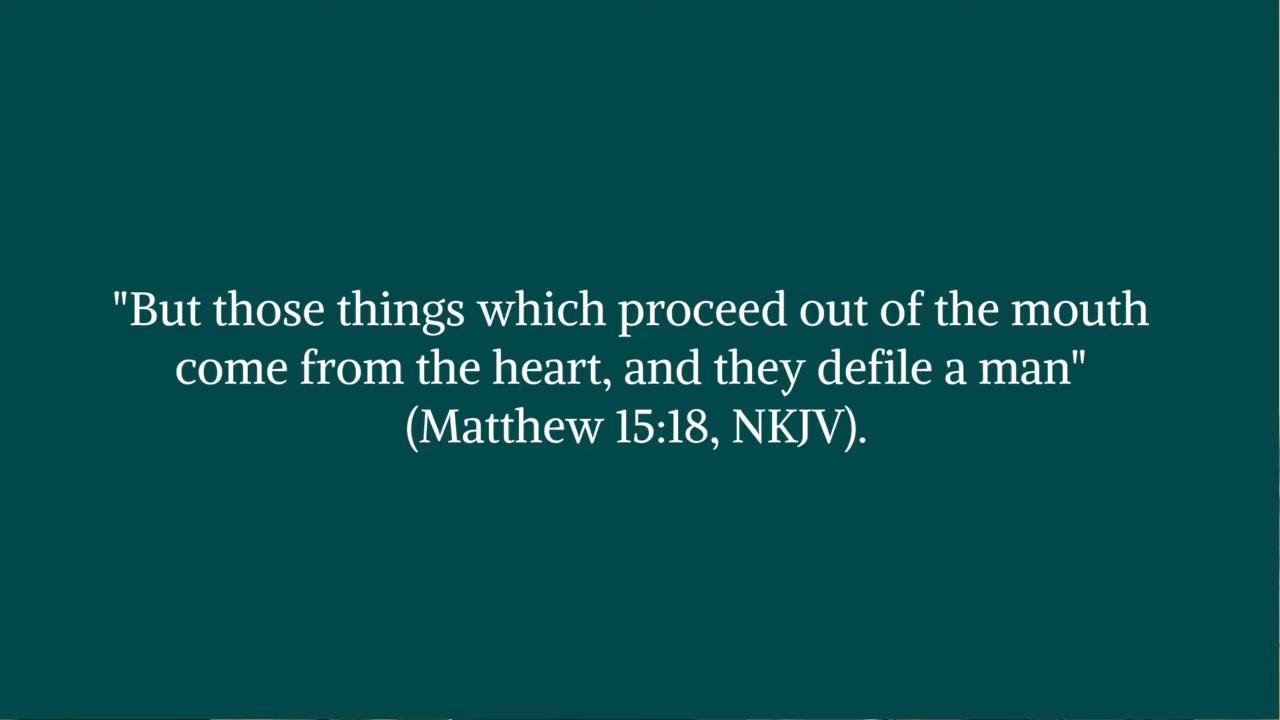 "But those things which proceed out of the mouth
come from the heart, and they defile a man"
(Matthew 15:18, NKJV).